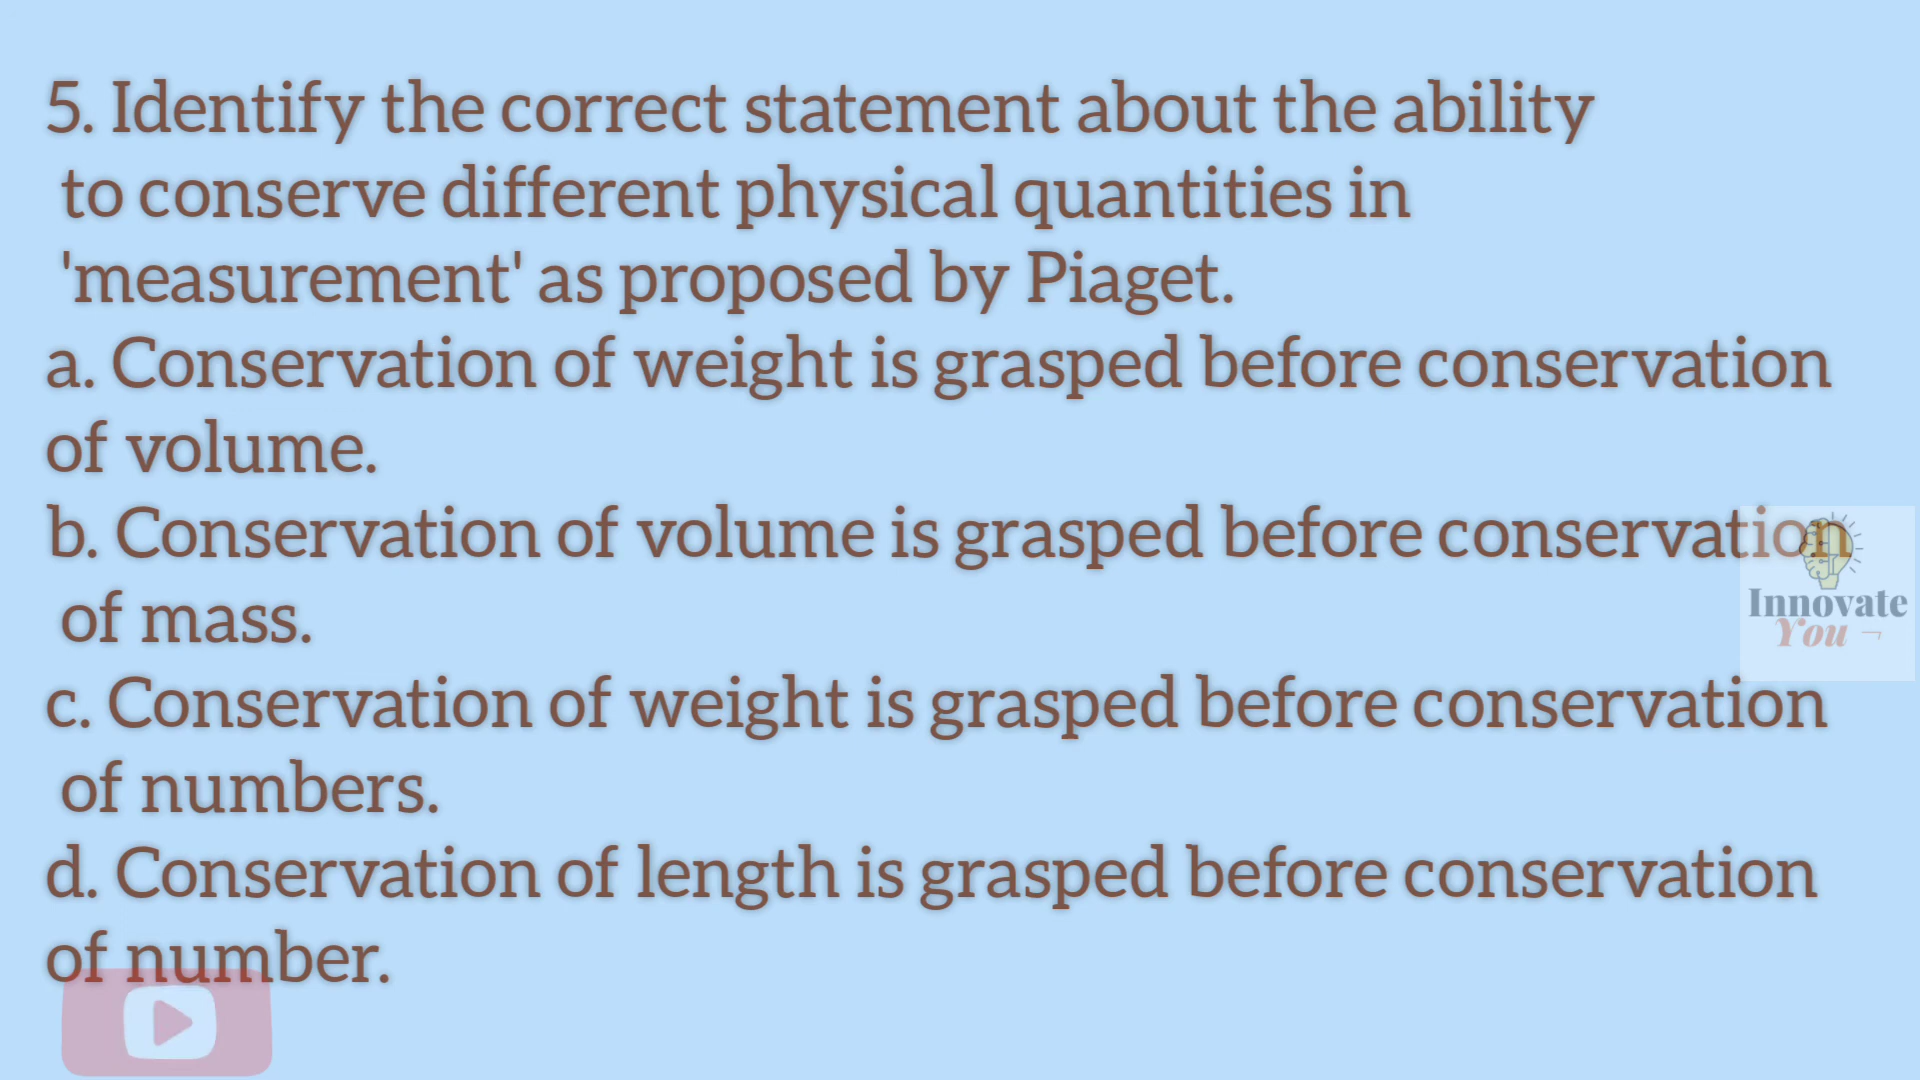 5. Identify the correct statement about the ability
to conserve different physical quantities in
'measurement' as proposed by Piaget.
a. Conservation of weight is grasped before conservation
of volume.
b. Conservation of volume is grasped before conservation
of mass.
c. Conservation of weight is grasped before conservation
of numbers.
d. Conservation of length is grasped before conservation
of number.
Innovate
You